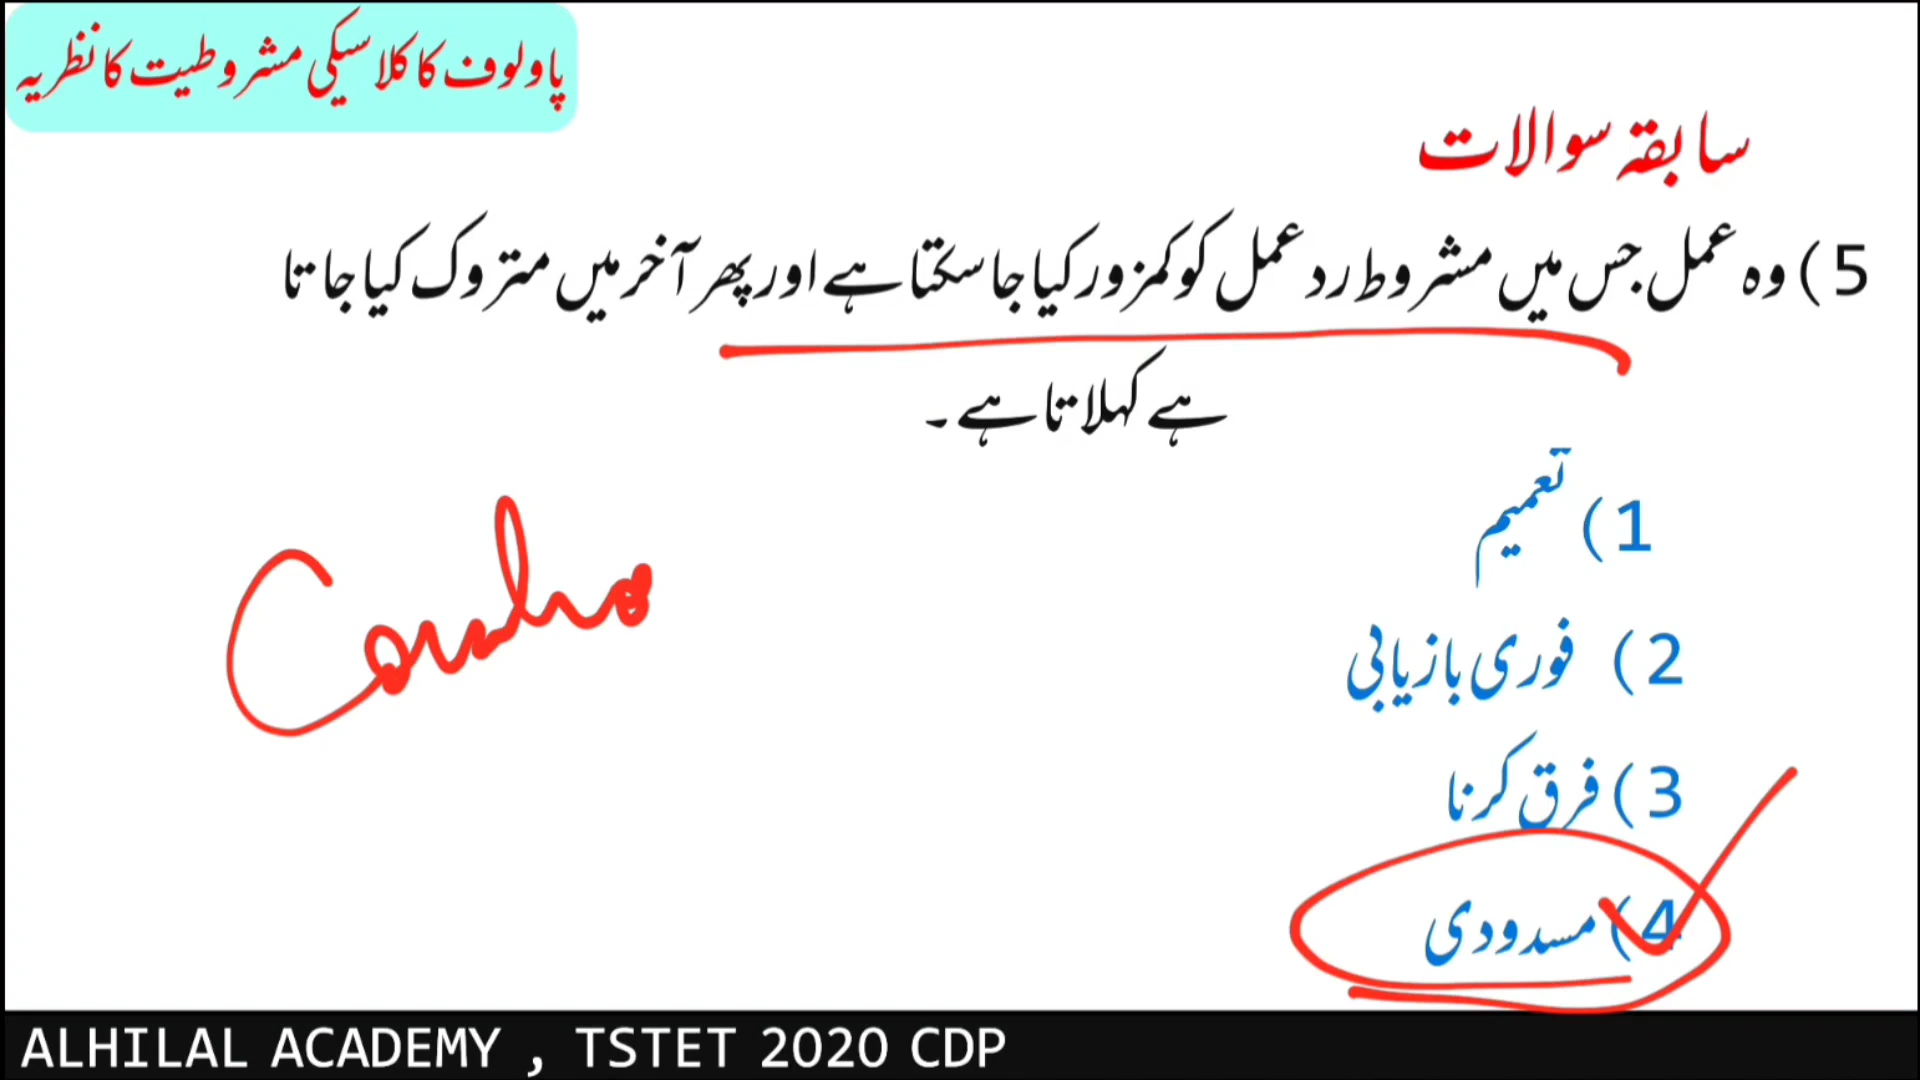 پاولوف کا کلاسیکی مشروطیت کا نظریہ
سابقہ سوالات
5) وہ عمل جس میں مشروط رد عمل کو کمزور کیا جا سکتا ہے اور پھر آخر میں متروک کیا جاتا
ہے کہلاتا ہے ۔
1) تعمیم
2) فوری بازیابی
3) فرق کرنا
4) مسدودی
ALHILAL ACADEMY , TSTET 2020 CDP